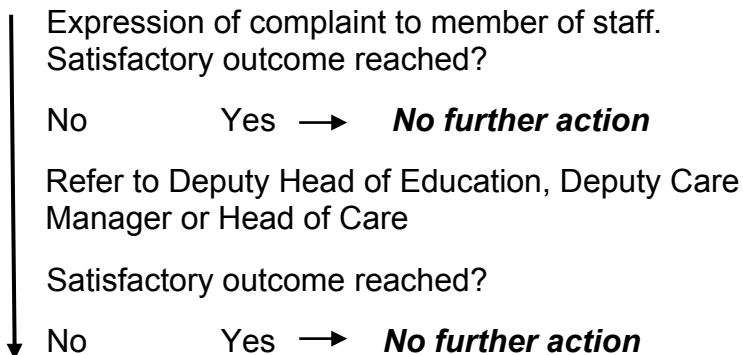 Expression of complaint to member of staff.
Satisfactory outcome reached?
No Yes → No further action
Refer to Deputy Head of Education, Deputy Care
Manager or Head of Care
Satisfactory outcome reached?
No Yes → No further action